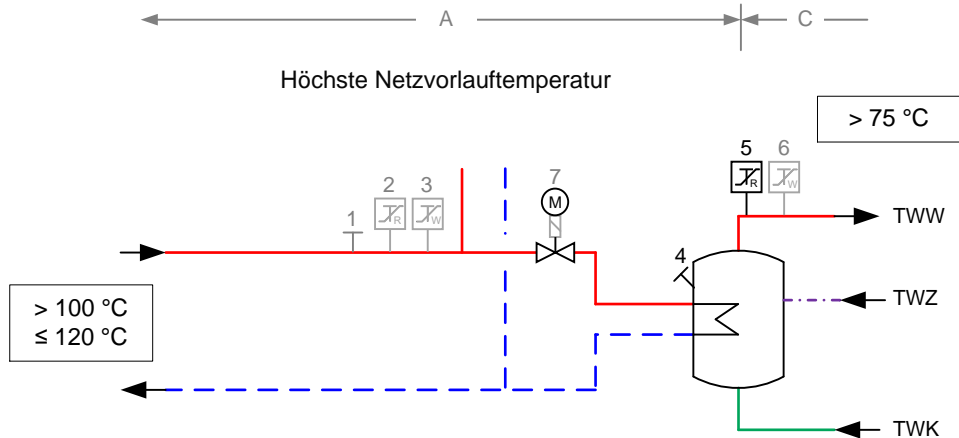 A
C
Höchste Netzvorlauftemperatur
> 75 °C
5
6
R
W
2
3
7
R
W
M
1
TWW
4
> 100 °C
≤ 120 °C
TWZ
TWK